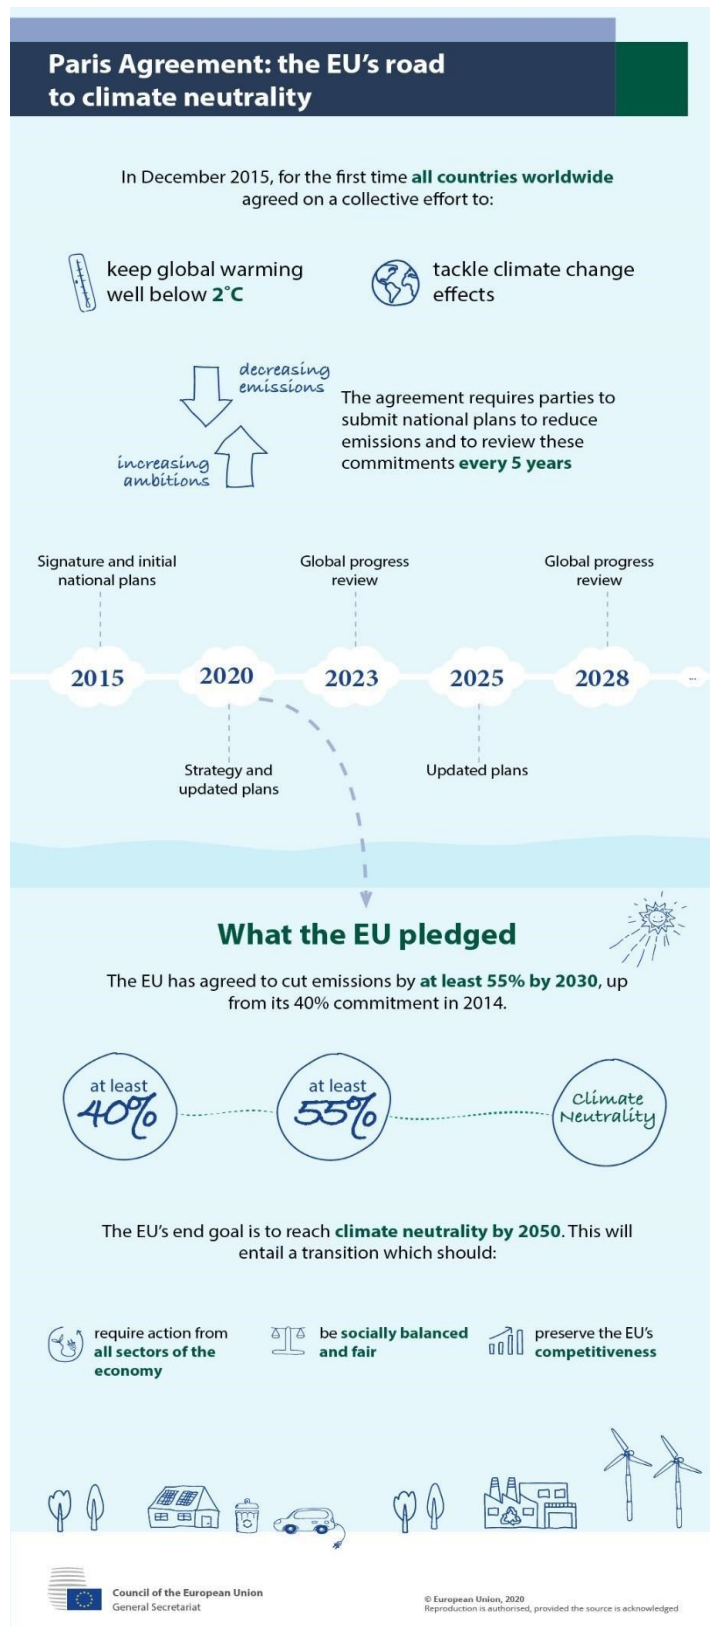 Paris Agreement: the EU's road
to climate neutrality
In December 2015, for the first time all countries worldwide
agreed on a collective effort to:
keep global warming
well below 2°C
tackle climate change
effects
decreasing
emissions
increasing
ambitions
The agreement requires parties to
submit national plans to reduce
emissions and to review these
commitments every 5 years
Signature and initial
national plans
Global progress
review
Global progress
review
2015
2020
2023
2025
2028
...
Strategy and
updated plans
Updated plans
What the EU pledged
The EU has agreed to cut emissions by at least 55% by 2030, up
from its 40% commitment in 2014.
at least
40%
at least
55%
Climate
Neutrality
The EU's end goal is to reach climate neutrality by 2050. This will
entail a transition which should:
require action from
all sectors of the
economy
be socially balanced
and fair
preserve the EU's
competitiveness
Council of the European Union
General Secretariat
© European Union, 2020
Reproduction is authorised, provided the source is acknowledged